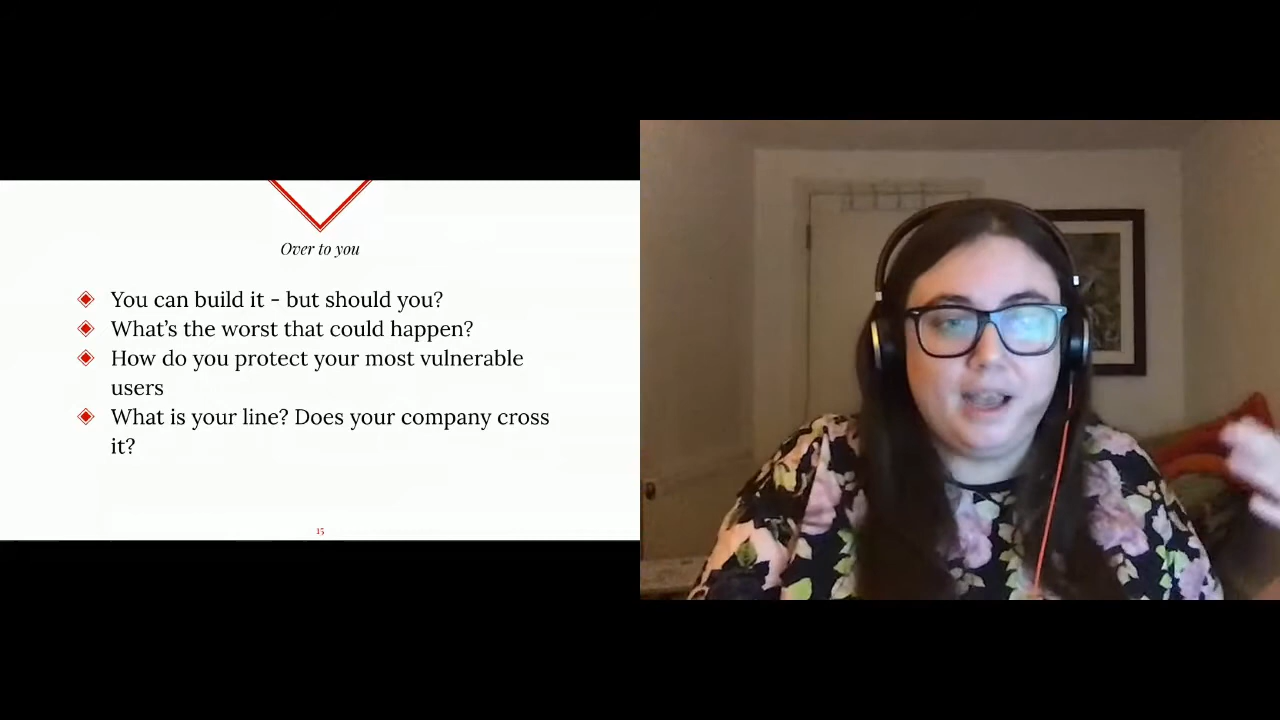 Over to you
You can build it - but should you?
What's the worst that could happen?
How do you protect your most vulnerable
users
What is your line? Does your company cross
it?
15